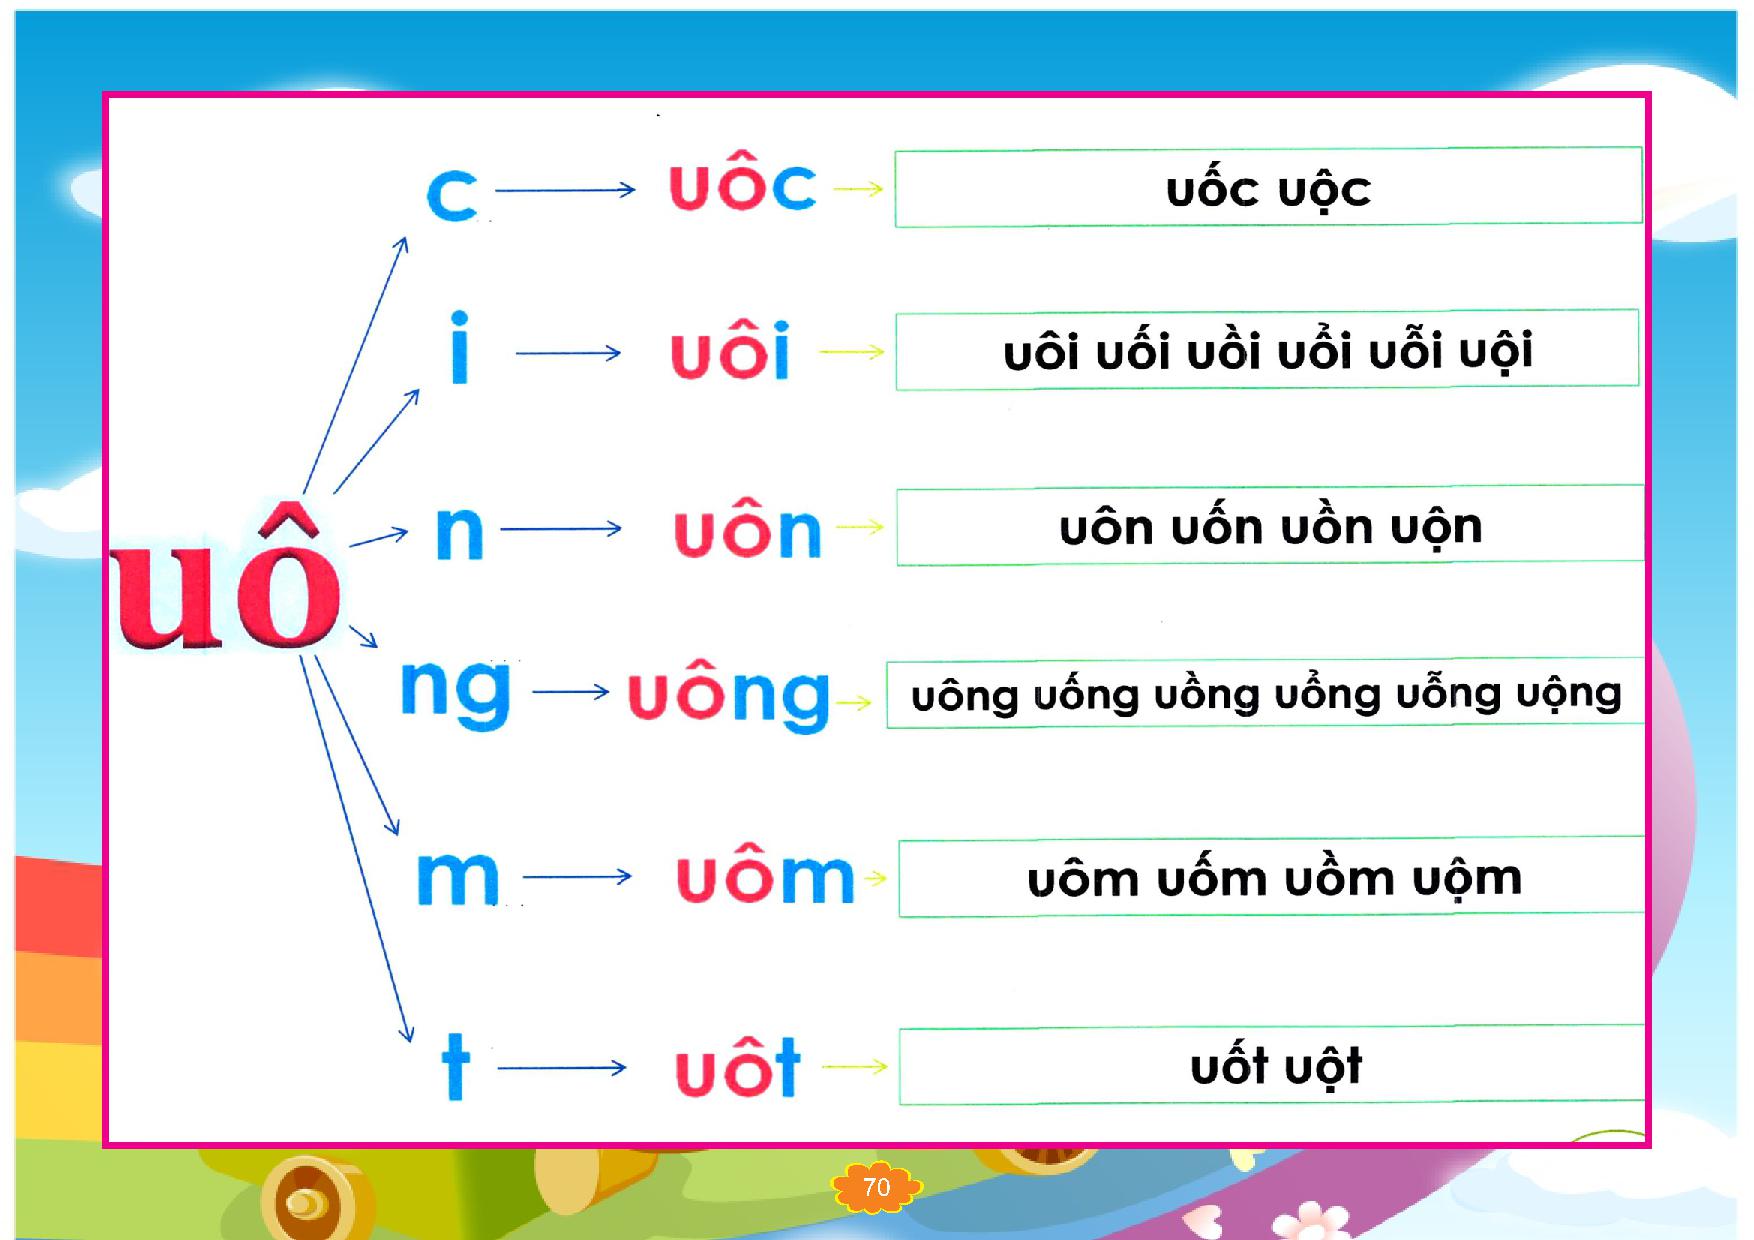 c uôc uốc uộc
i uôi uôi uối uồi uổi uỗi uội
n uôn uôn uốn uồn uộn
uô
ng uông uông uống uồng uổng uỗng uộng
m uôm uôm uốm uồm uộm
t uôt uốt uột
70